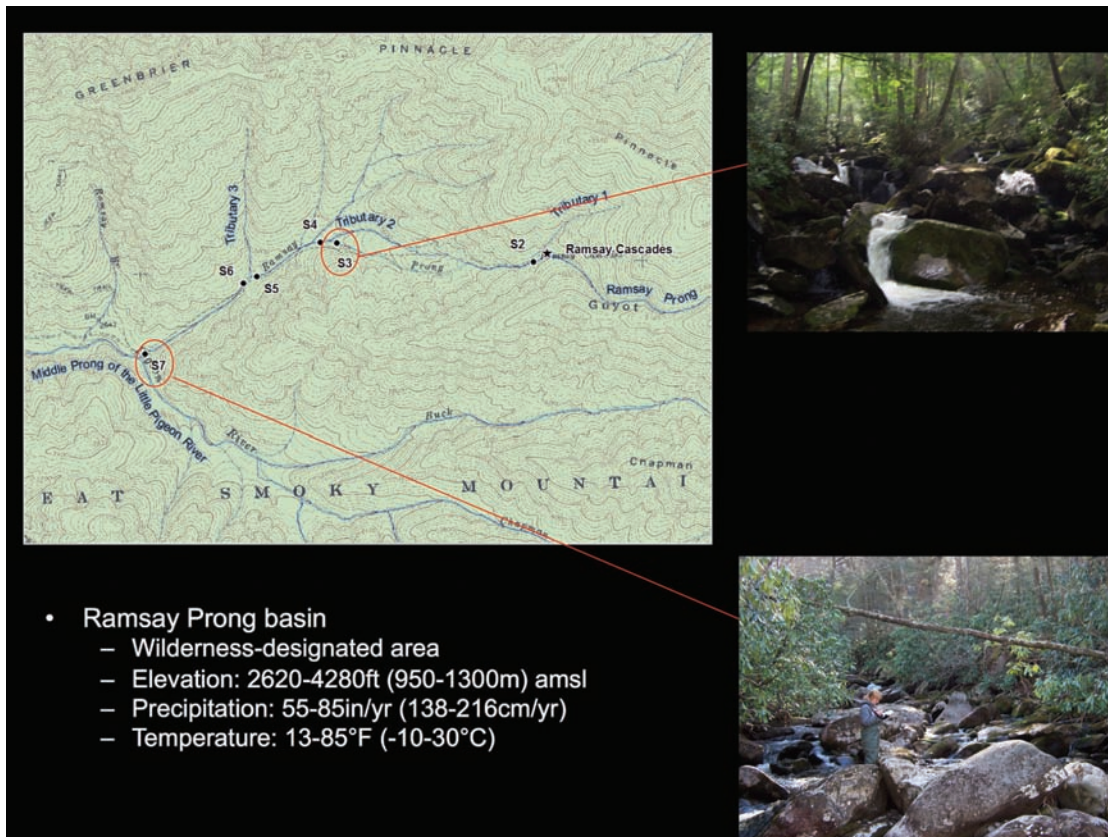 PINNACLE
GREENBRIER
Pinnacle
Ramsay
Tributary 3
S4
Tributary 2
Tributary 1
S2
Ramsay Cascades
Ramsay
S3
Prong
S6
S5
Ramsay Prong
Guyot
S7
Middle Prong of the Little Pigeon River
River
Buck
Chapman
EAT SMOKY MOUNTAI
Chapman
• Ramsay Prong basin
– Wilderness-designated area
– Elevation: 2620-4280ft (950-1300m) amsl
– Precipitation: 55-85in/yr (138-216cm/yr)
– Temperature: 13-85°F (-10-30°C)